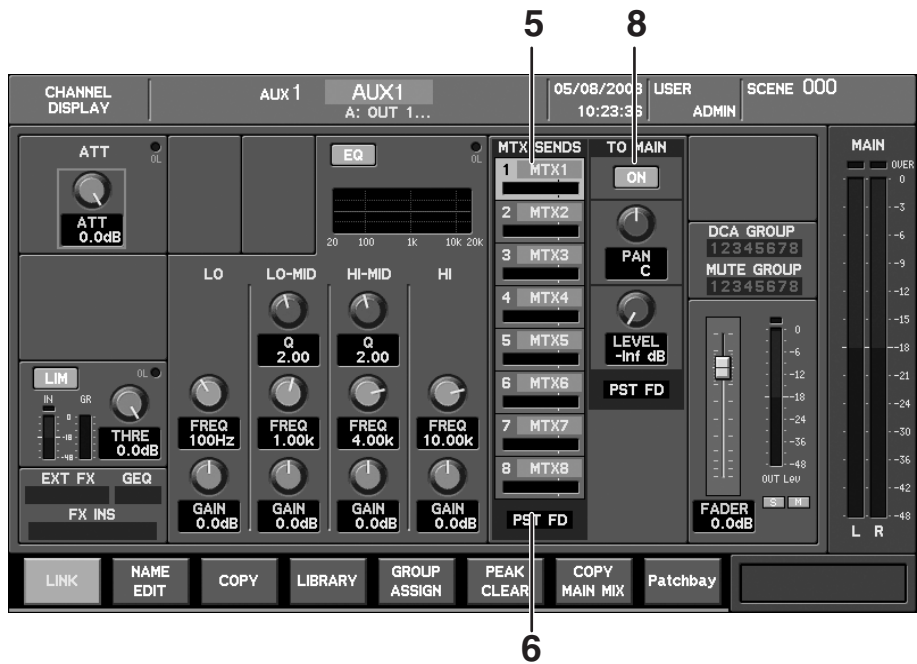 5 8
CHANNEL DISPLAY
AUX 1 AUX1
A: OUT 1...
05/08/2003 USER SCENE 000
10:23:36 ADMIN
ATT OL
ATT
0.0dB
EQ OL
20 100 1k 10k 20k
LO LO-MID HI-MID HI
Q
2.00
Q
2.00
FREQ
100Hz
FREQ
1.00k
FREQ
4.00k
FREQ
10.00k
GAIN
0.0dB
GAIN
0.0dB
GAIN
0.0dB
GAIN
0.0dB
LIM OL
IN GR
0
-18
-48
THRE
0.0dB
EXT FX GEQ
FX INS
MTX SENDS
1 MTX1
2 MTX2
3 MTX3
4 MTX4
5 MTX5
6 MTX6
7 MTX7
8 MTX8
PST FD
TO MAIN
ON
PAN
C
LEVEL
-Inf dB
PST FD
DCA GROUP
12345678
MUTE GROUP
12345678
0
-6
-12
-18
-24
-36
-48
OUT Lev
S M
FADER
0.0dB
MAIN
OVER
0
-3
-6
-9
-12
-15
-18
-21
-24
-30
-36
-42
-48
L R
LINK
NAME EDIT
COPY
LIBRARY
GROUP ASSIGN
PEAK CLEAR
COPY MAIN MIX
Patchbay
6